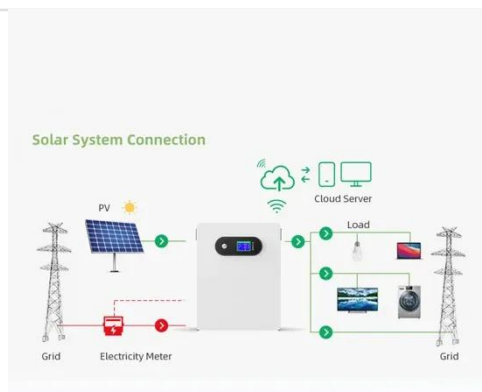 Solar System Connection
Cloud Server
PV
Load
Grid
Electricity Meter
Grid